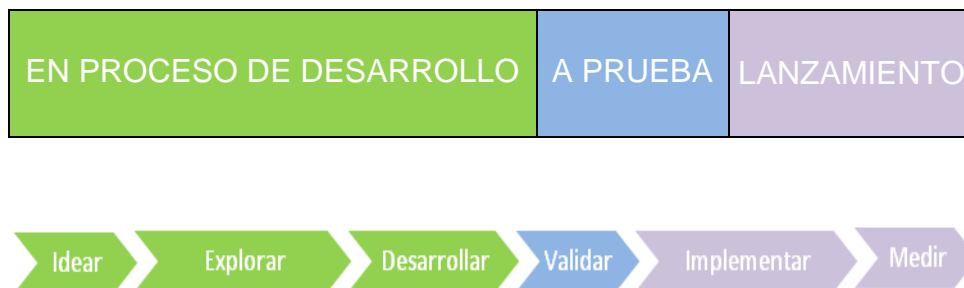 EN PROCESO DE DESARROLLO A PRUEBA LANZAMIENTO
Idear Explorar Desarrollar Validar Implementar Medir